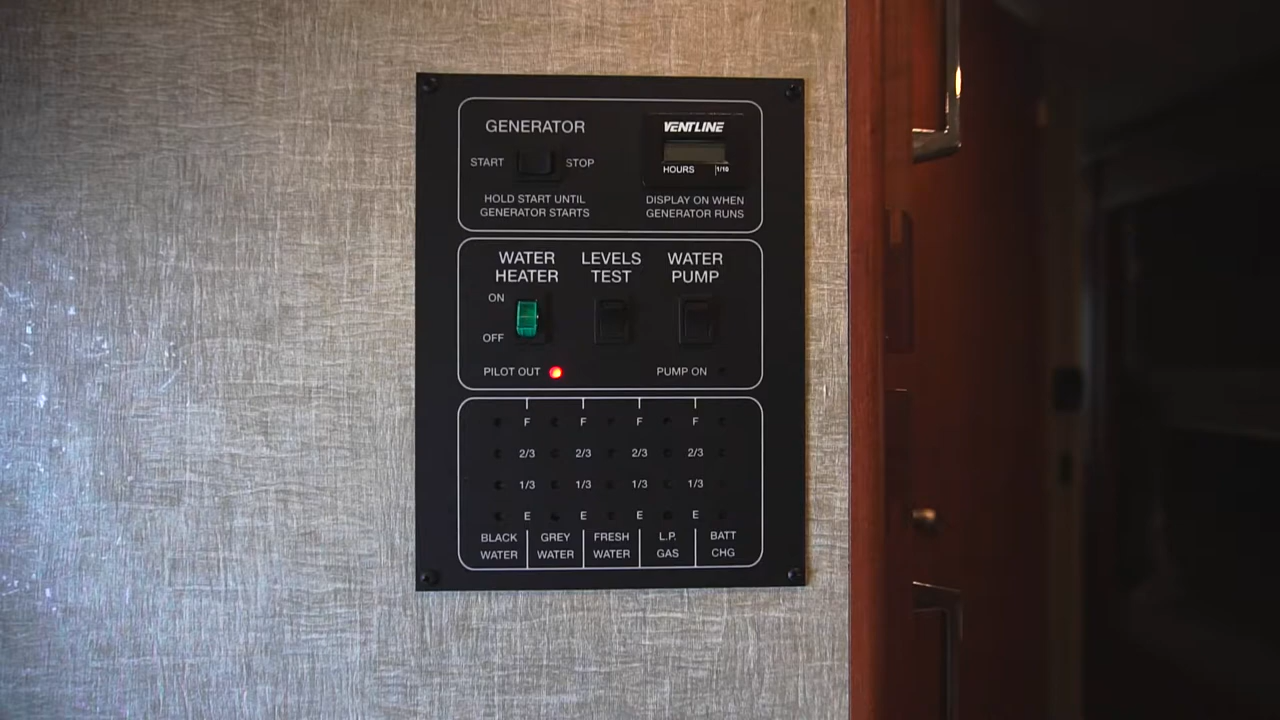 GENERATOR
VENTLINE
START
STOP
HOURS
1/10
HOLD START UNTIL
GENERATOR STARTS
DISPLAY ON WHEN
GENERATOR RUNS
WATER
HEATER
LEVELS
TEST
WATER
PUMP
ON
OFF
PILOT OUT
PUMP ON
F F F F
2/3 2/3 2/3 2/3
1/3 1/3 1/3 1/3
E E E E
BLACK
WATER
GREY
WATER
FRESH
WATER
L.P.
GAS
BATT
CHG